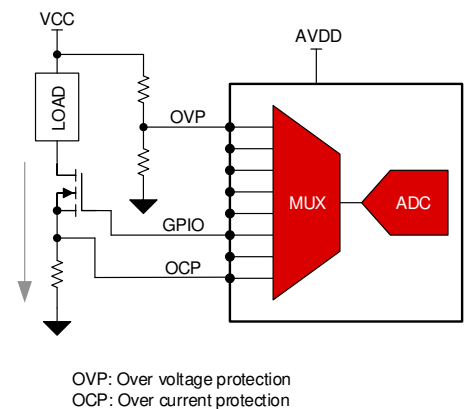 VCC
AVDD
LOAD
OVP
MUX
ADC
GPIO
OCP
OVP: Over voltage protection
OCP: Over current protection